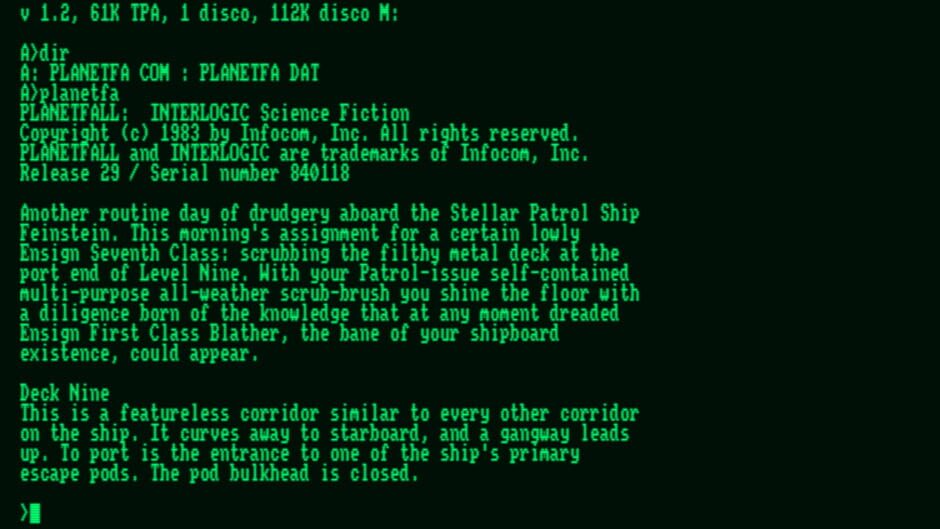 v 1.2, 61K TPA, 1 disco, 112K disco M:
A>dir
A: PLANETFA COM : PLANETFA DAT
A>planetfa
PLANETFALL:  INTERLOGIC Science Fiction
Copyright (c) 1983 by Infocom, Inc. All rights reserved.
PLANETFALL and INTERLOGIC are trademarks of Infocom, Inc.
Release 29 / Serial number 840118
Another routine day of drudgery aboard the Stellar Patrol Ship
Feinstein. This morning's assignment for a certain lowly
Ensign Seventh Class: scrubbing the filthy metal deck at the
port end of Level Nine. With your Patrol-issue self-contained
multi-purpose all-weather scrub-brush you shine the floor with
a diligence born of the knowledge that at any moment dreaded
Ensign First Class Blather, the bane of your shipboard
existence, could appear.
Deck Nine
This is a featureless corridor similar to every other corridor
on the ship. It curves away to starboard, and a gangway leads
up. To port is the entrance to one of the ship's primary
escape pods. The pod bulkhead is closed.
>